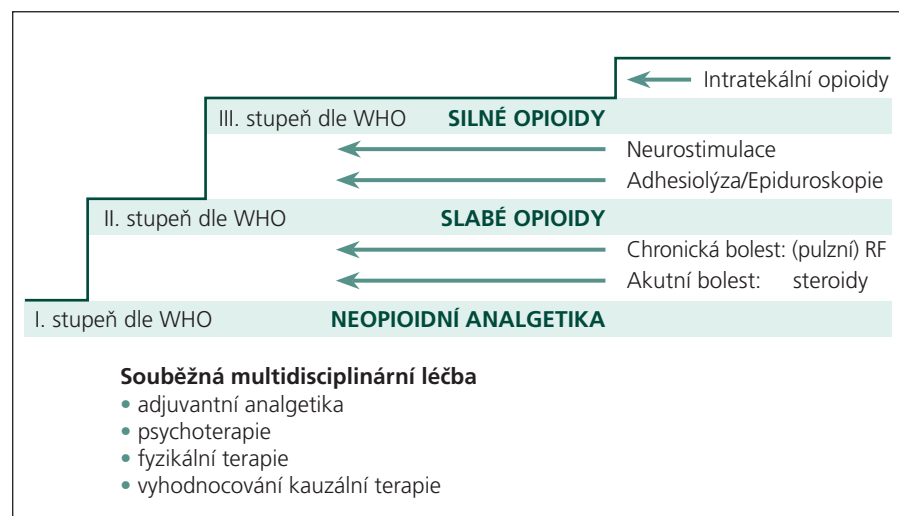 Intratekální opioidy
III. stupeň dle WHO SILNÉ OPIOIDY
Neurostimulace
Adhesiolýza/Epiduroskopie
II. stupeň dle WHO SLABÉ OPIOIDY
Chronická bolest: (pulzní) RF
Akutní bolest: steroidy
I. stupeň dle WHO NEOPIOIDNÍ ANALGETIKA
Souběžná multidisciplinární léčba
• adjuvantní analgetika
• psychoterapie
• fyzikální terapie
• vyhodnocování kauzální terapie